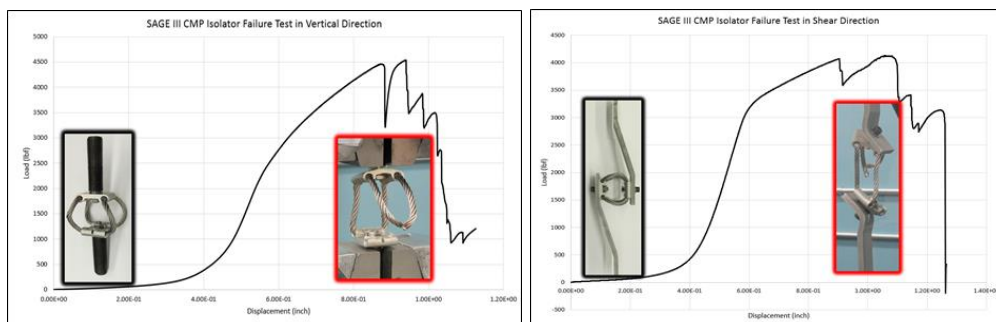 SAGE III CMP Isolator Failure Test in Vertical Direction
5000
4500
4000
3500
3000
2500
2000
1500
1000
500
0
Load (lbf)
0.00E+00 2.00E-01 4.00E-01 6.00E-01 8.00E-01 1.00E+00 1.20E+00
Displacement (inch)
SAGE III CMP Isolator Failure Test in Shear Direction
4500
4000
3500
3000
2500
2000
1500
1000
500
0
-500
Load (lbf)
0.00E+00 2.00E-01 4.00E-01 6.00E-01 8.00E-01 1.00E+00 1.20E+00 1.40E+00
Displacement (inch)